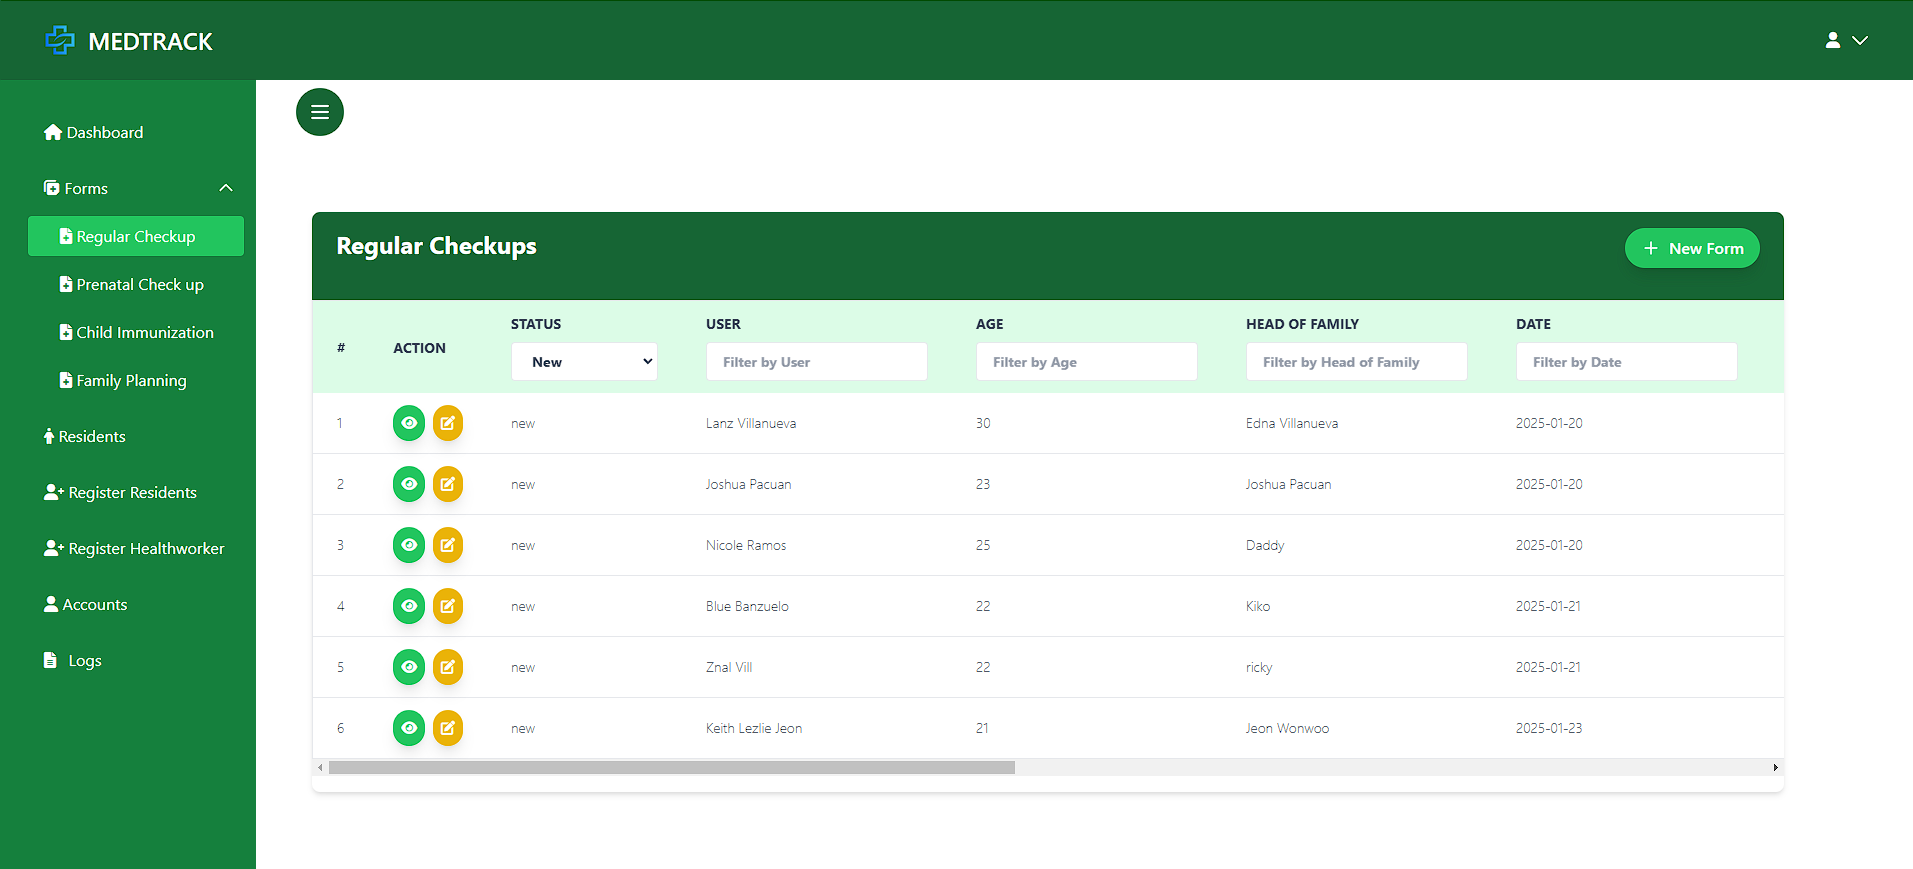 MEDTRACK
Dashboard
Forms
Regular Checkup
Prenatal Check up
Child Immunization
Family Planning
Residents
Register Residents
Register Healthworker
Accounts
Logs
Regular Checkups
New Form
# ACTION STATUS USER AGE HEAD OF FAMILY DATE
New Filter by User Filter by Age Filter by Head of Family Filter by Date
1 new Lanz Villanueva 30 Edna Villanueva 2025-01-20
2 new Joshua Pacuan 23 Joshua Pacuan 2025-01-20
3 new Nicole Ramos 25 Daddy 2025-01-20
4 new Blue Banzuelo 22 Kiko 2025-01-21
5 new Znal Vill 22 ricky 2025-01-21
6 new Keith Lezlie Jeon 21 Jeon Wonwoo 2025-01-23